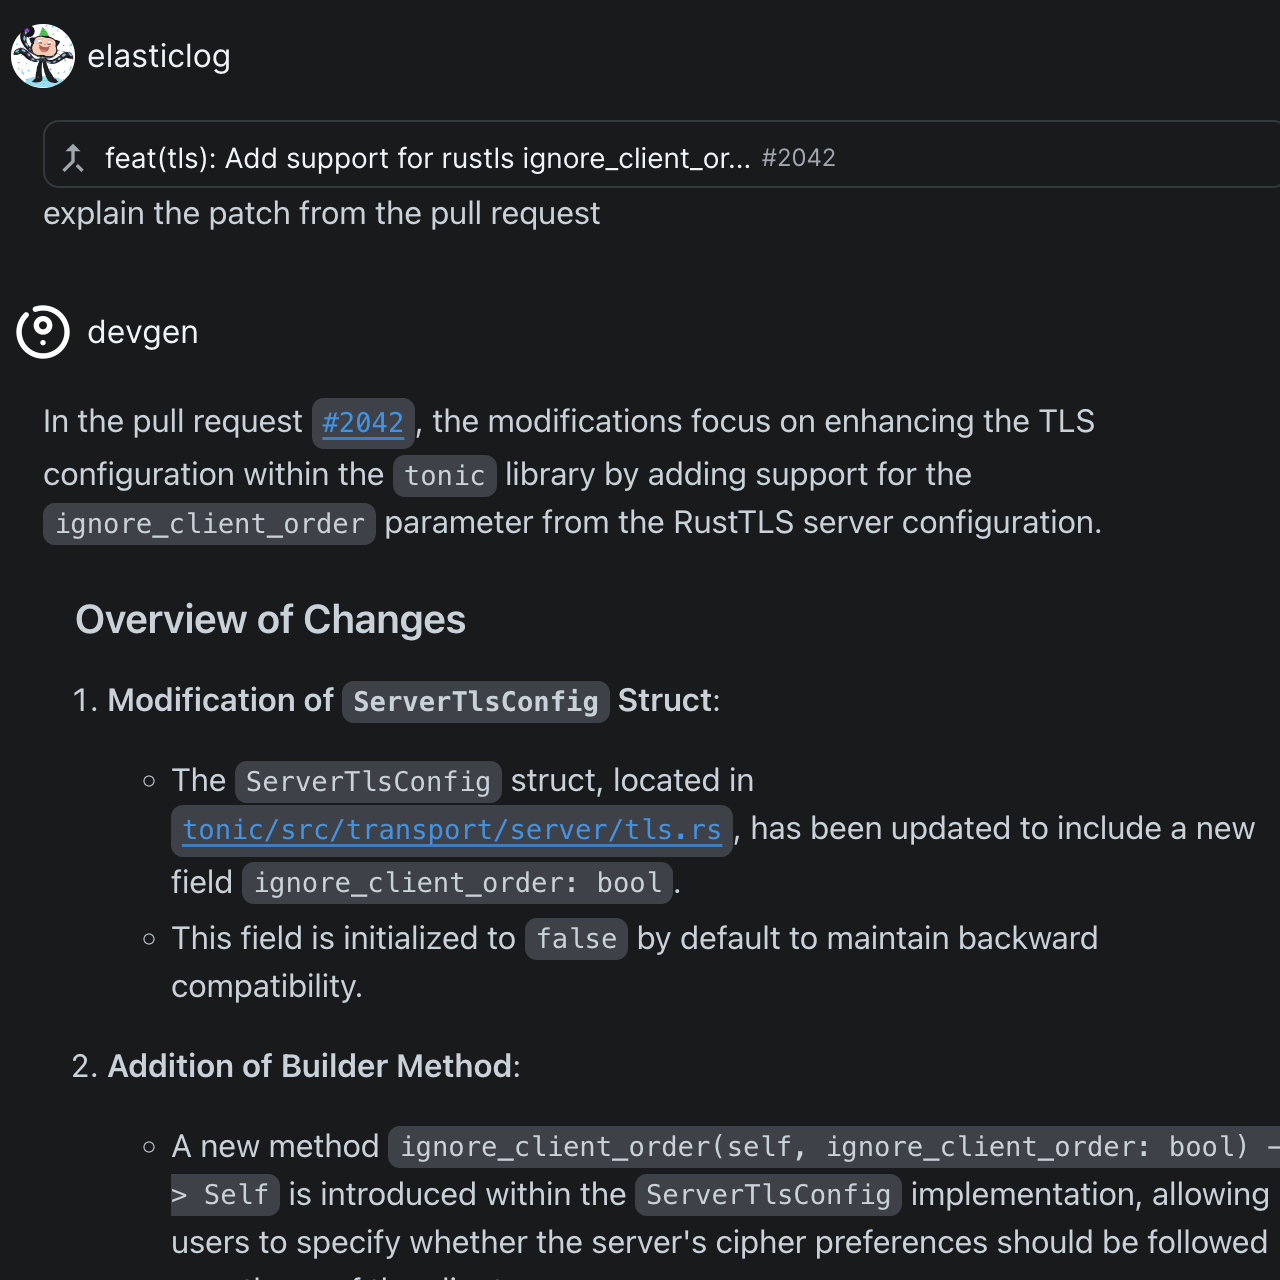 elasticlog
feat(tls): Add support for rustls ignore_client_or... #2042
explain the patch from the pull request
devgen
In the pull request #2042, the modifications focus on enhancing the TLS
configuration within the tonic library by adding support for the
ignore_client_order parameter from the RustTLS server configuration.
Overview of Changes
1. Modification of ServerTlsConfig Struct:
◦ The ServerTlsConfig struct, located in
tonic/src/transport/server/tls.rs, has been updated to include a new
field ignore_client_order: bool.
◦ This field is initialized to false by default to maintain backward
compatibility.
2. Addition of Builder Method:
◦ A new method ignore_client_order(self, ignore_client_order: bool) -
> Self is introduced within the ServerTlsConfig implementation, allowing
users to specify whether the server's cipher preferences should be followed